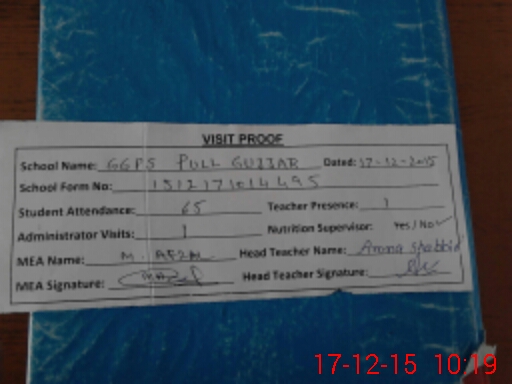 VISIT PROOF
School Name: GGPS PULL GUJJAR Dated: 17-12-2015
School Form No:
Student Attendance: 65 Teacher Presence: 1
Administrator Visits: 1 Nutrition Supervisor: Yes / No ✓
MEA Name: M. AFZAL Head Teacher Name: Shabbir
MEA Signature: Head Teacher Signature:
17-12-15 10:19